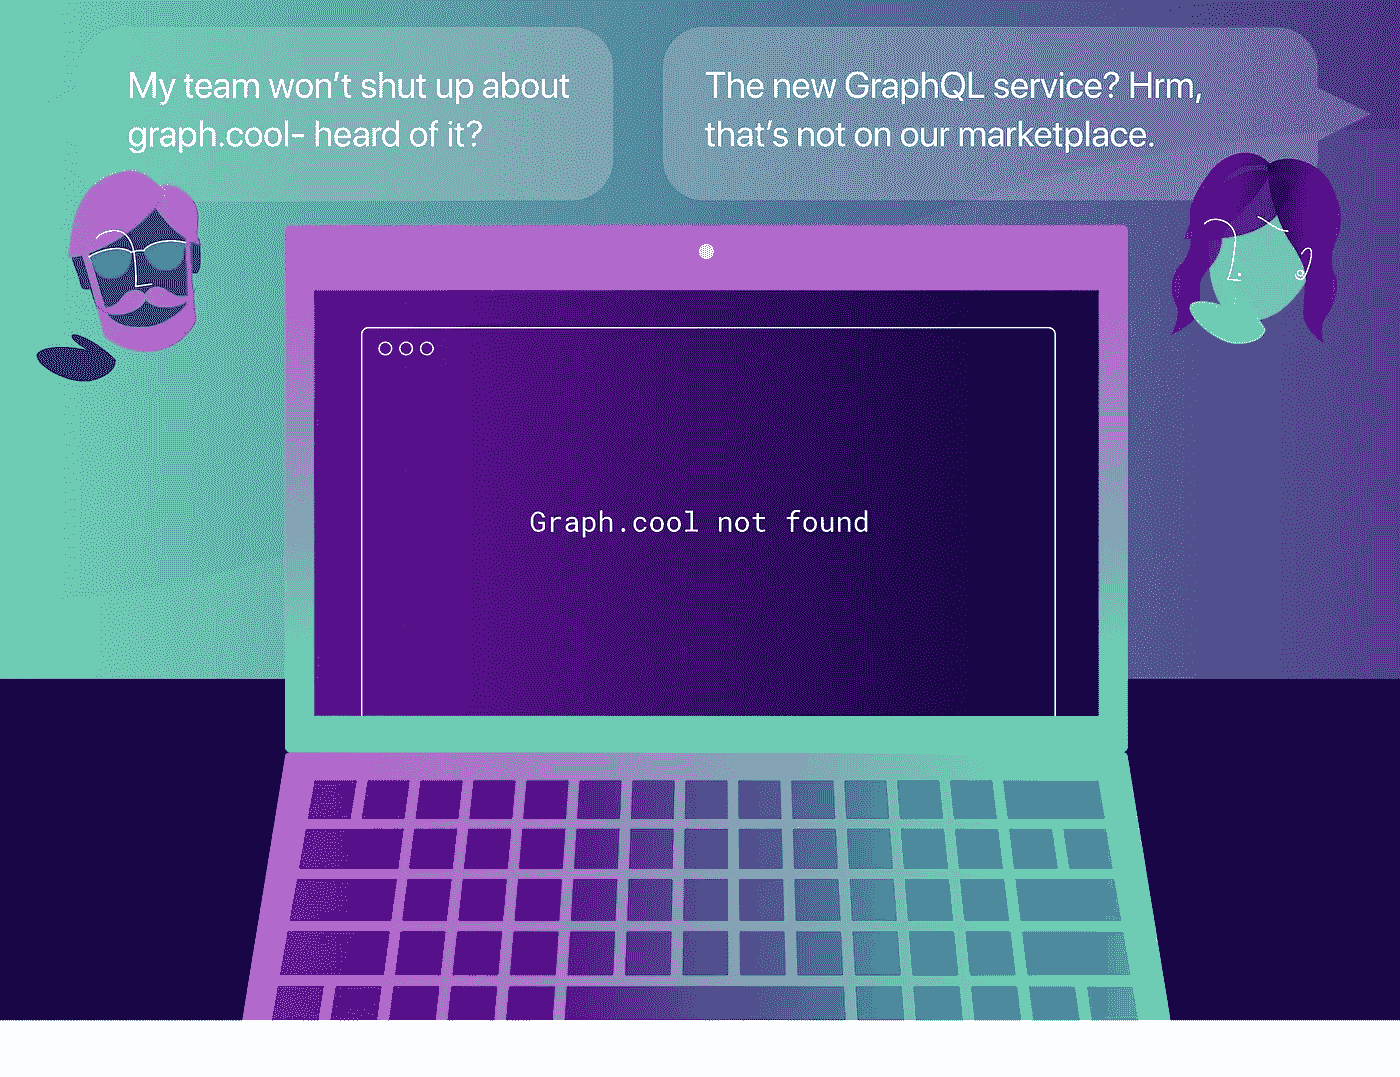 My team won’t shut up about
graph.cool- heard of it?
The new GraphQL service? Hrm,
that’s not on our marketplace.
Graph.cool not found